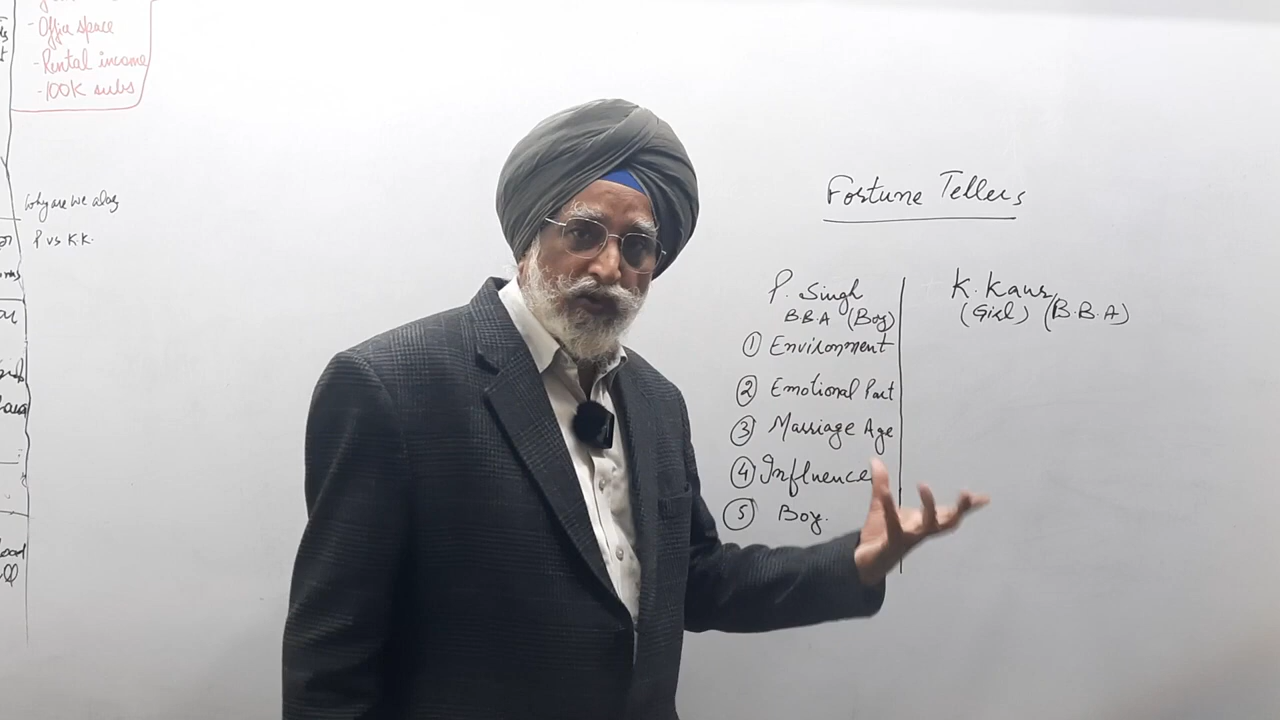 - Office space
- Rental income
- 100K subs
Why are we alag
P vs K.K.
Fortune Tellers
P. Singh
B.B.A (Boy)
① Environment
② Emotional Part
③ Marriage Age
④ Influence
⑤ Boy.
K. Kaur
(Girl) (B.B.A)